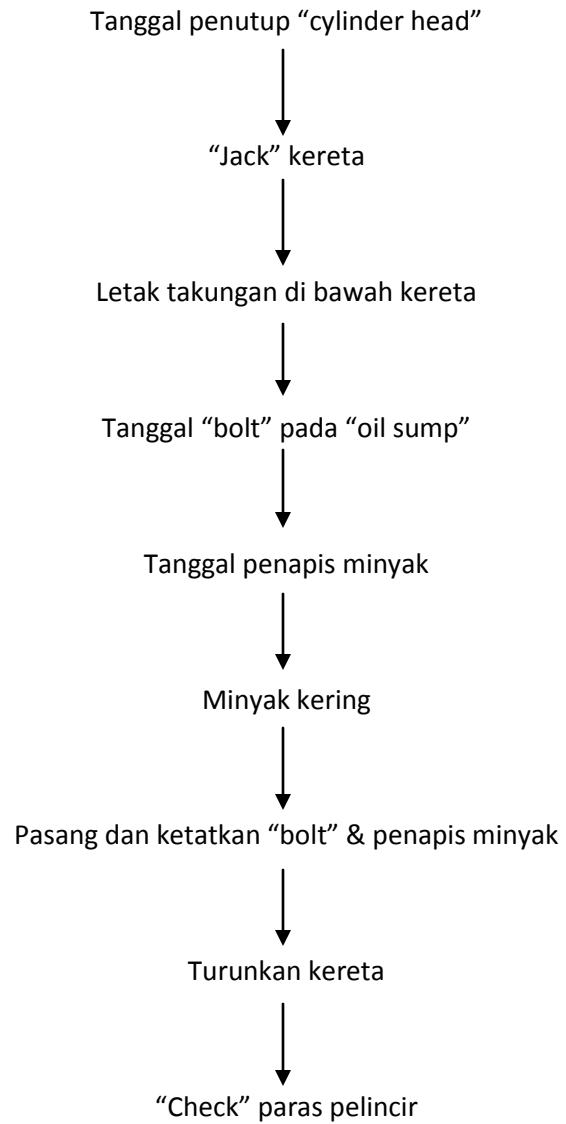 Tanggal penutup “cylinder head”
“Jack” kereta
Letak takungan di bawah kereta
Tanggal “bolt” pada “oil sump”
Tanggal penapis minyak
Minyak kering
Pasang dan ketatkan “bolt” & penapis minyak
Turunkan kereta
“Check” paras pelincir